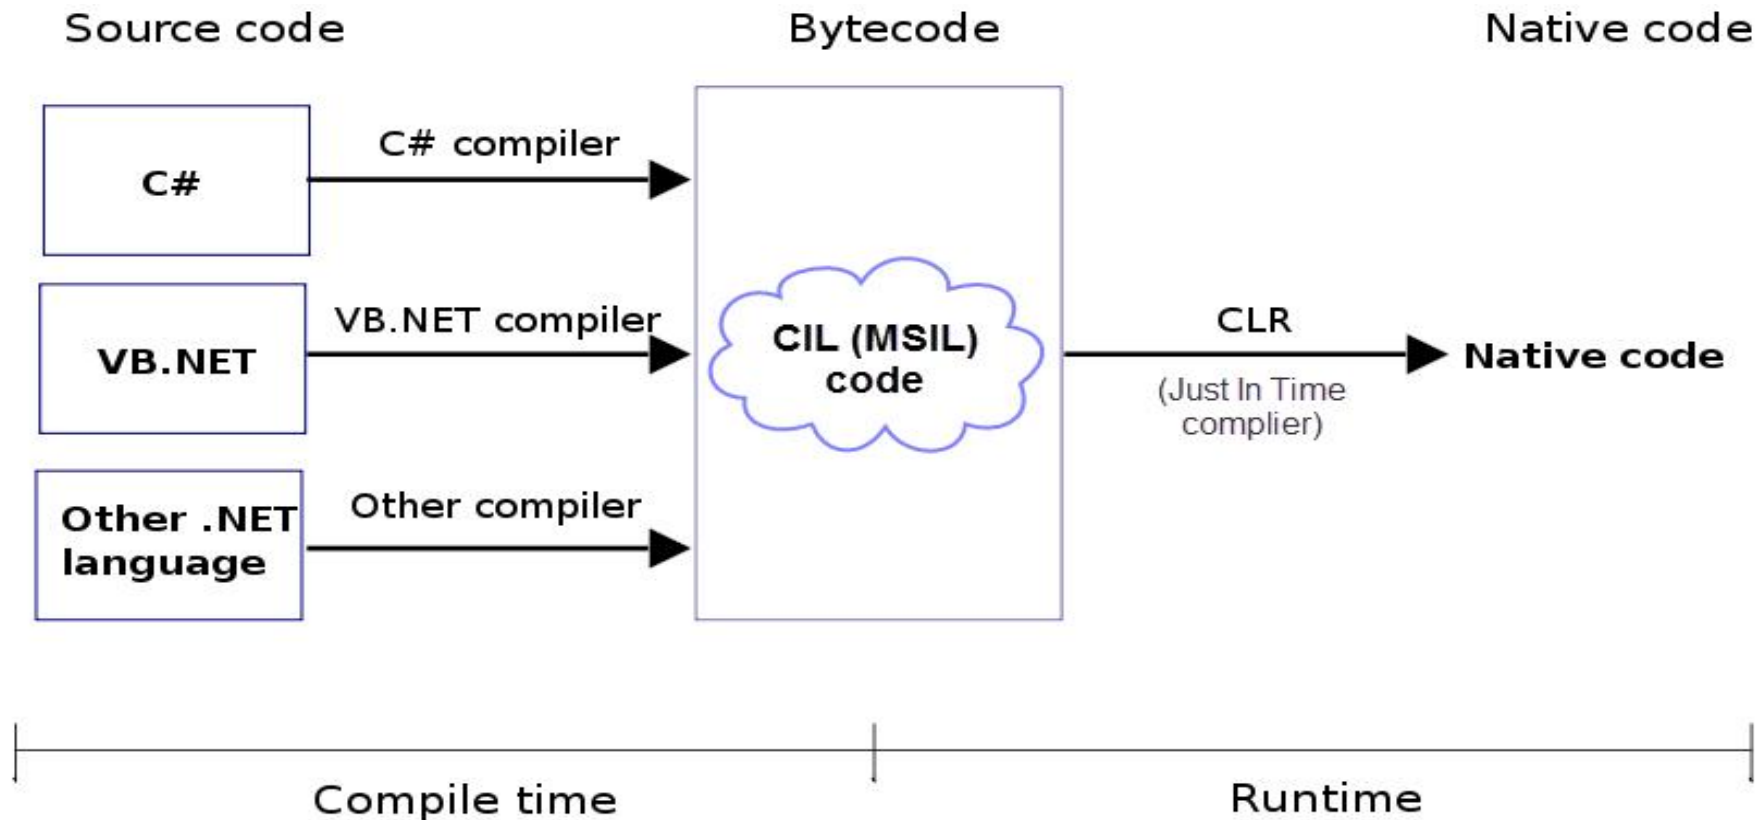 Source code
Bytecode
Native code
C#
C# compiler
VB.NET
VB.NET compiler
Other .NET
language
Other compiler
CIL (MSIL)
code
CLR
(Just In Time
complier)
Native code
Compile time
Runtime